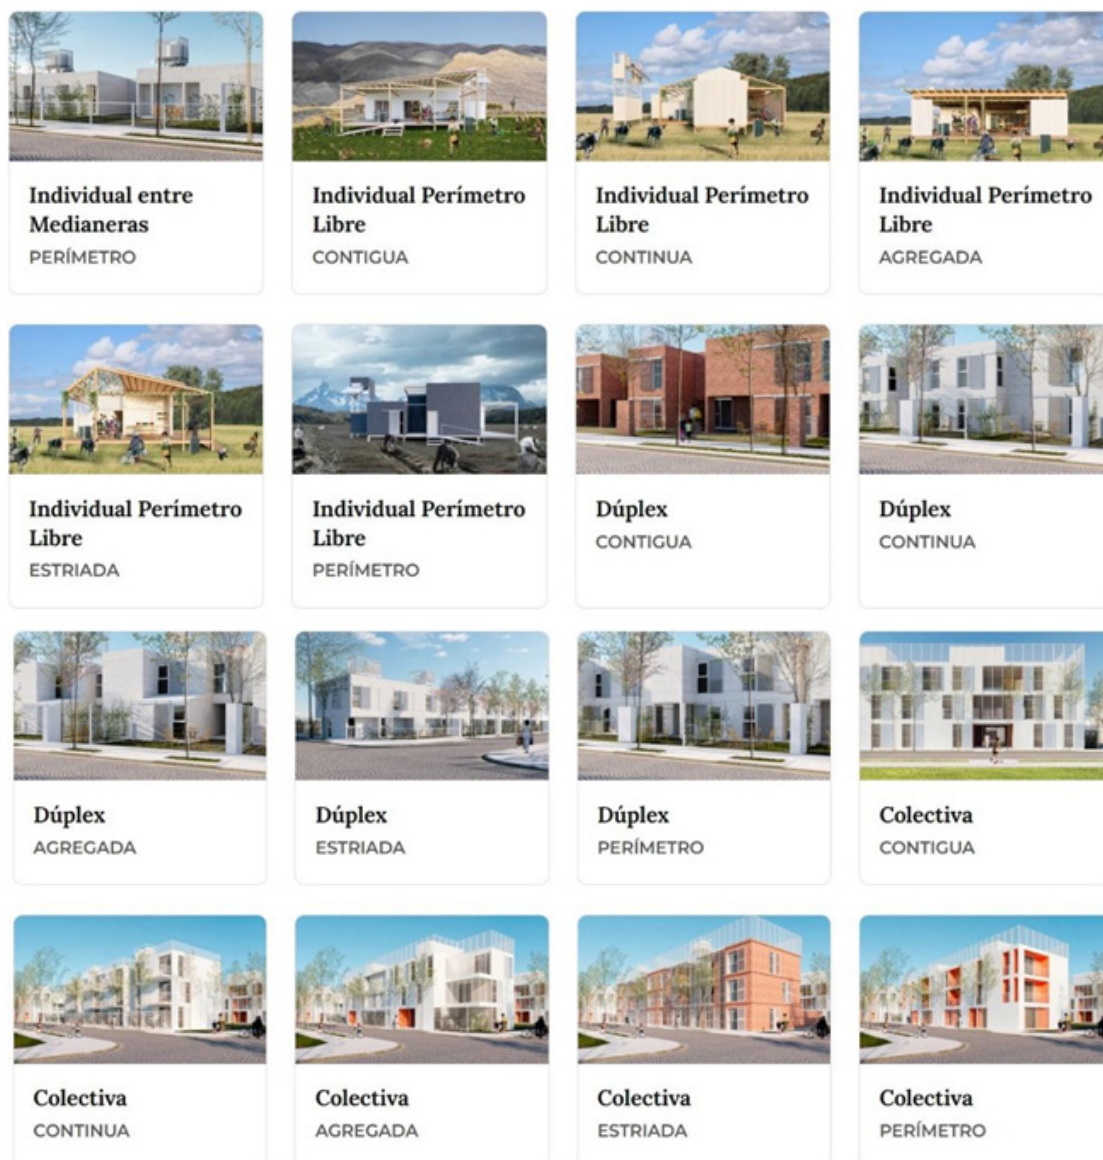 Individual entre
Medianeras
PERÍMETRO
Individual Perímetro
Libre
CONTIGUA
Individual Perímetro
Libre
CONTINUA
Individual Perímetro
Libre
AGREGADA
Individual Perímetro
Libre
ESTRIADA
Individual Perímetro
Libre
PERÍMETRO
Dúplex
CONTIGUA
Dúplex
CONTINUA
Dúplex
AGREGADA
Dúplex
ESTRIADA
Dúplex
PERÍMETRO
Colectiva
CONTIGUA
Colectiva
CONTINUA
Colectiva
AGREGADA
Colectiva
ESTRIADA
Colectiva
PERÍMETRO